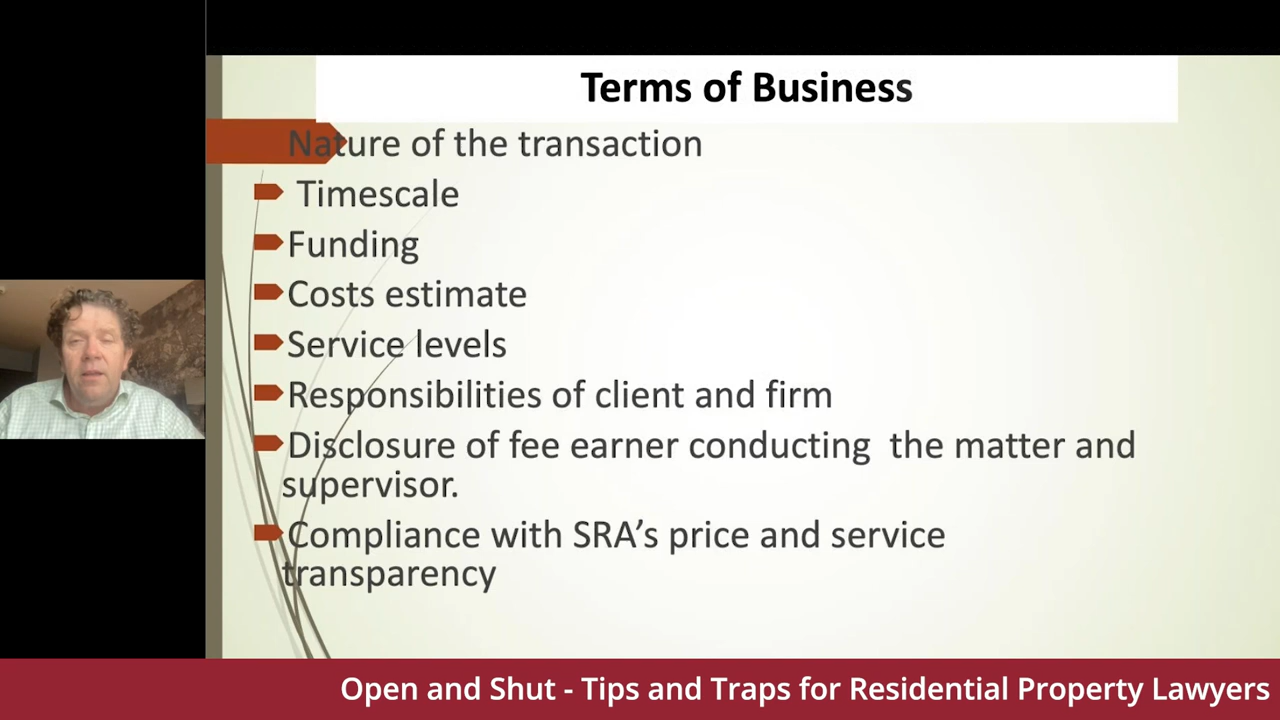 Terms of Business
Nature of the transaction
Timescale
Funding
Costs estimate
Service levels
Responsibilities of client and firm
Disclosure of fee earner conducting the matter and
supervisor.
Compliance with SRA’s price and service
transparency
Open and Shut - Tips and Traps for Residential Property Lawyers